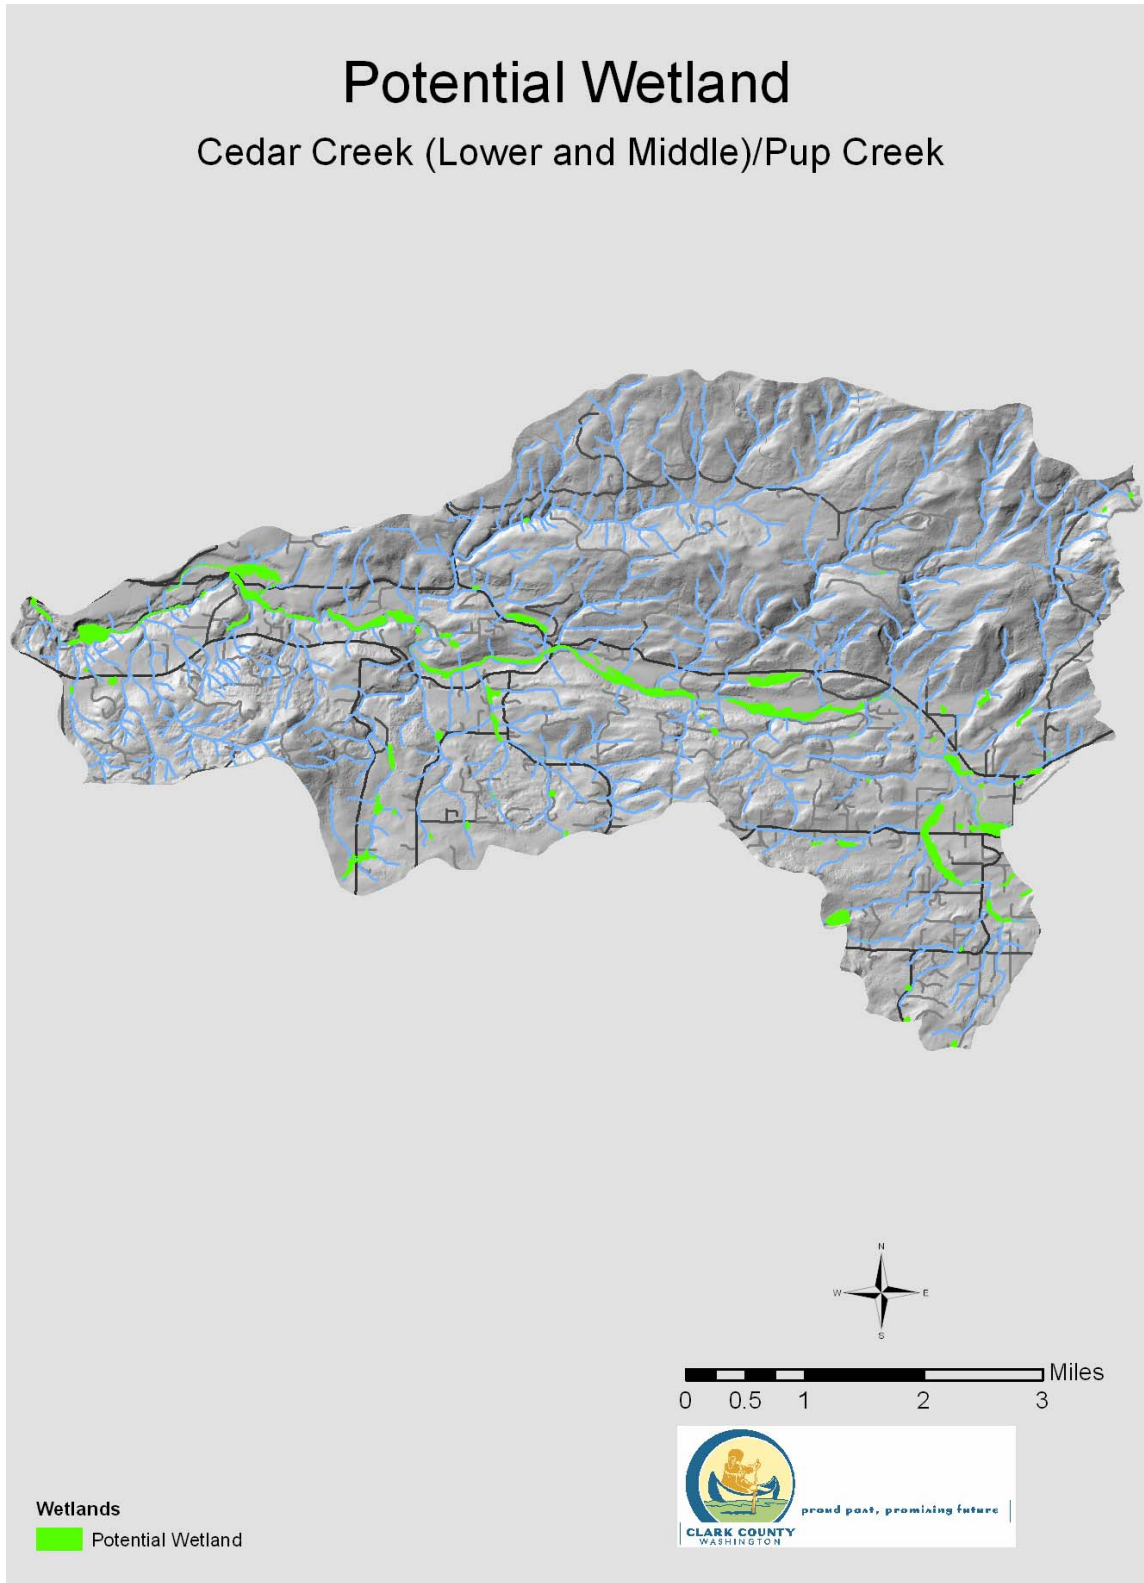 Potential Wetland
Cedar Creek (Lower and Middle)/Pup Creek
N
W E
S
Miles
0 0.5 1 2 3
proud past, promising future
CLARK COUNTY
WASHINGTON
Wetlands
Potential Wetland